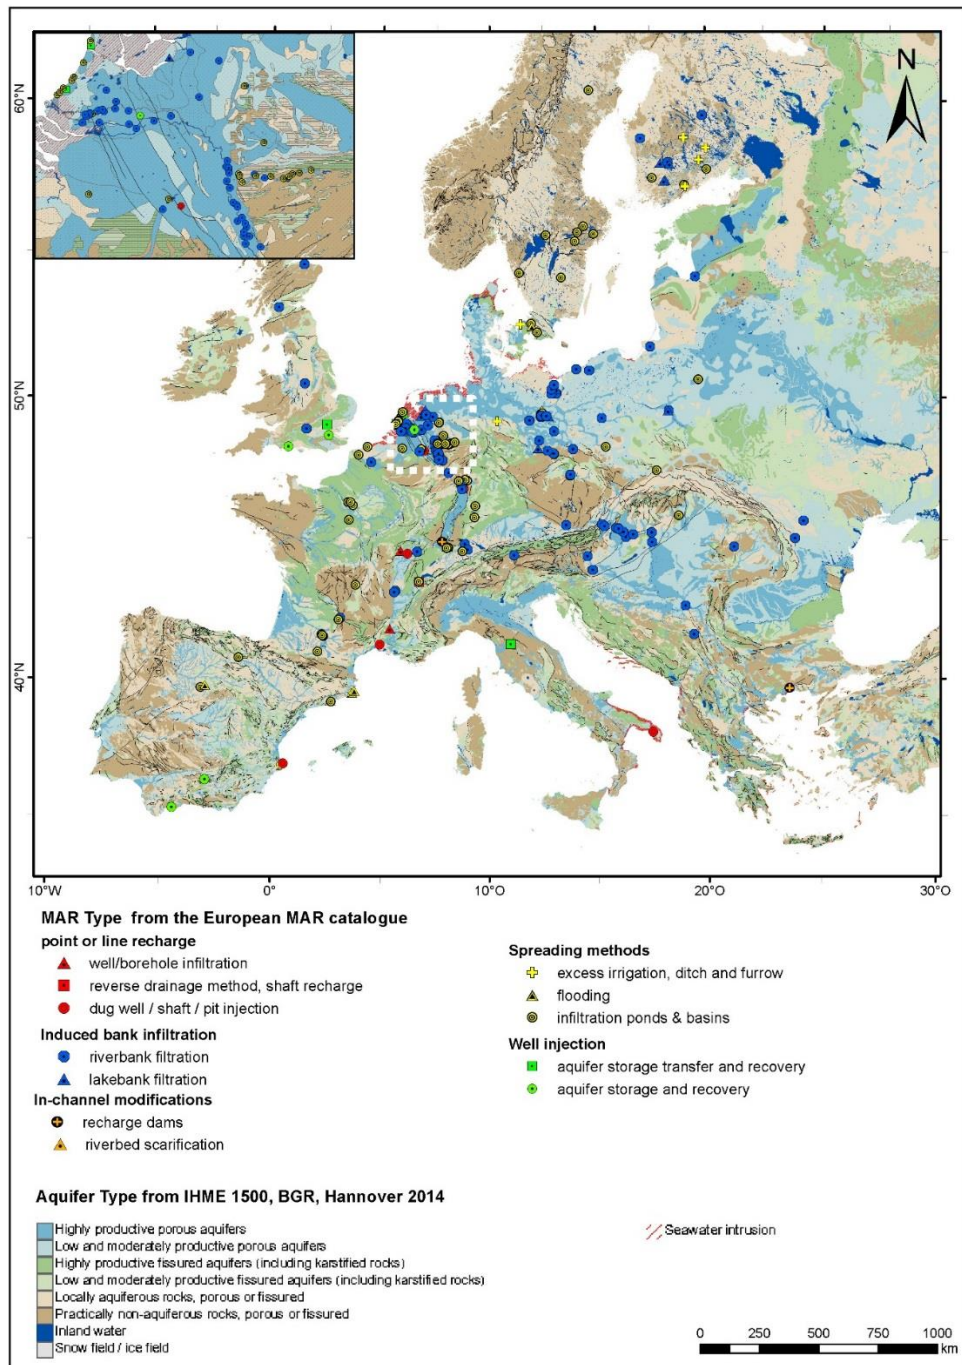 N
60°N
50°N
40°N
10°W
0°
10°O
20°O
30°O
MAR Type from the European MAR catalogue
point or line recharge
well/borehole infiltration
reverse drainage method, shaft recharge
dug well / shaft / pit injection
Induced bank infiltration
riverbank filtration
lakebank filtration
In-channel modifications
recharge dams
riverbed scarification
Spreading methods
excess irrigation, ditch and furrow
flooding
infiltration ponds & basins
Well injection
aquifer storage transfer and recovery
aquifer storage and recovery
Aquifer Type from IHME 1500, BGR, Hannover 2014
Highly productive porous aquifers
Low and moderately productive porous aquifers
Highly productive fissured aquifers (including karstified rocks)
Low and moderately productive fissured aquifers (including karstified rocks)
Locally aquiferous rocks, porous or fissured
Practically non-aquiferous rocks, porous or fissured
Inland water
Snow field / ice field
Seawater intrusion
0 250 500 750 1000
km